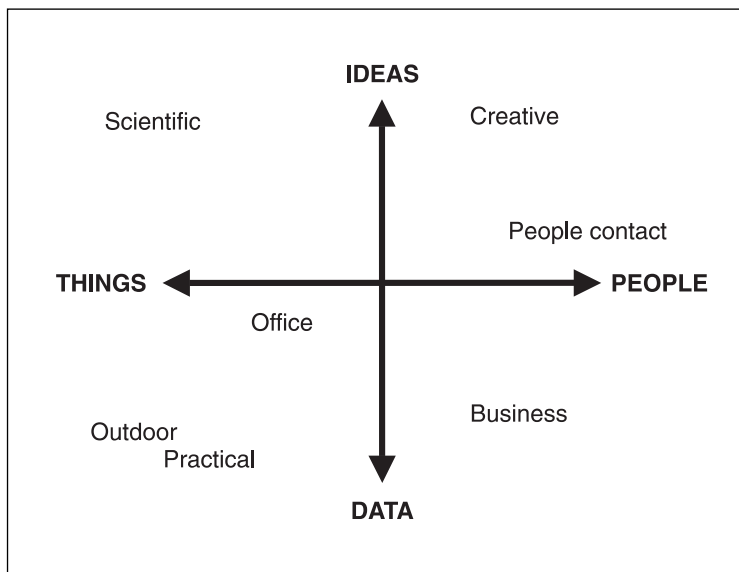 IDEAS
Scientific
Creative
People contact
THINGS
PEOPLE
Office
Business
Outdoor
Practical
DATA